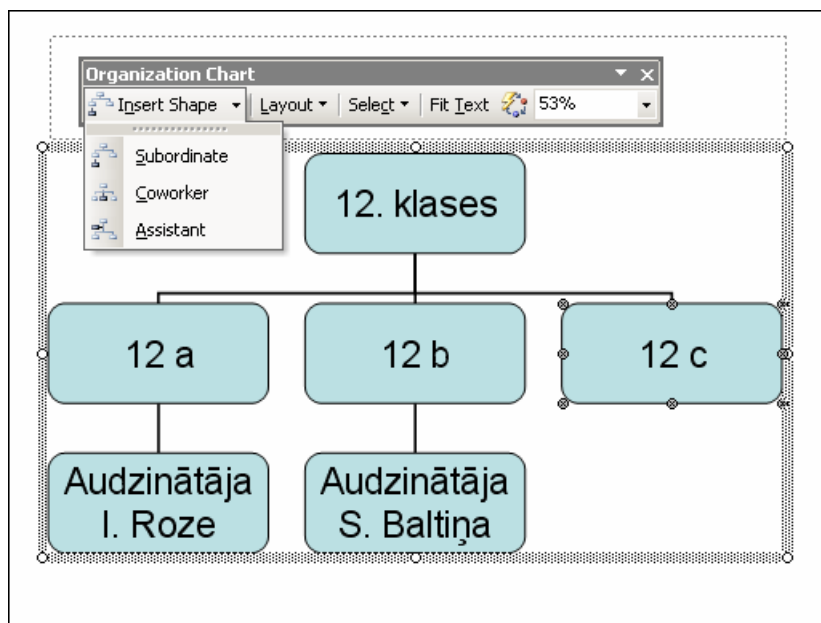 Organization Chart
Insert Shape Layout Select Fit Text 53%
Subordinate
Coworker
Assistant
12. klases
12 a 12 b 12 c
Audzinātāja
I. Roze
Audzinātāja
S. Baltiņa